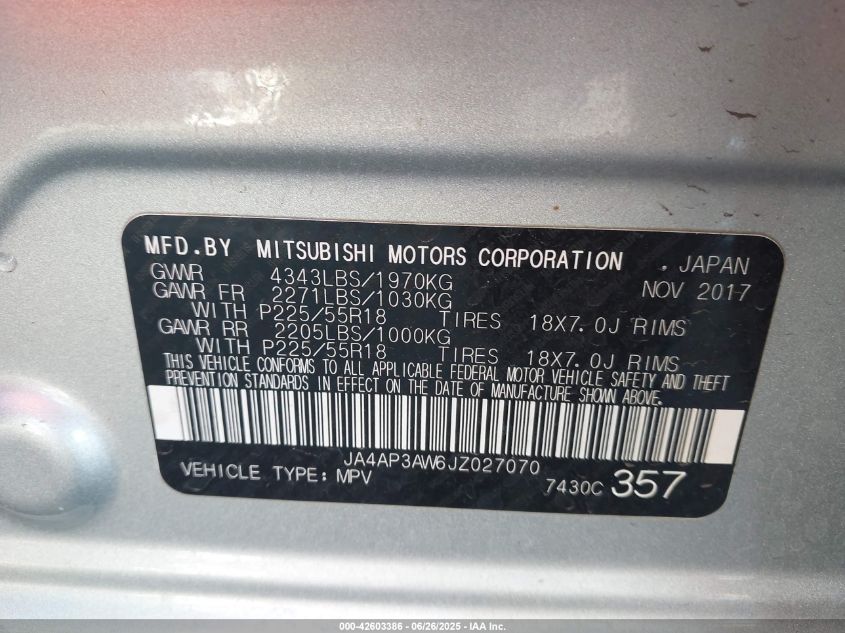 MFD.BY MITSUBISHI MOTORS CORPORATION . JAPAN
GVWR 4343LBS/1970KG NOV 2017
GAWR FR 2271LBS/1030KG
WITH P225/55R18 TIRES 18X7.0J RIMS
GAWR RR 2205LBS/1000KG
WITH P225/55R18 TIRES 18X7.0J RIMS
THIS VEHICLE CONFORMS TO ALL APPLICABLE FEDERAL MOTOR VEHICLE SAFETY AND THEFT
PREVENTION STANDARDS IN EFFECT ON THE DATE OF MANUFACTURE SHOWN ABOVE.
JA4AP3AW6JZ027070
VEHICLE TYPE: MPV 7430C 357
000-42603386 - 06/26/2025 - IAA Inc.